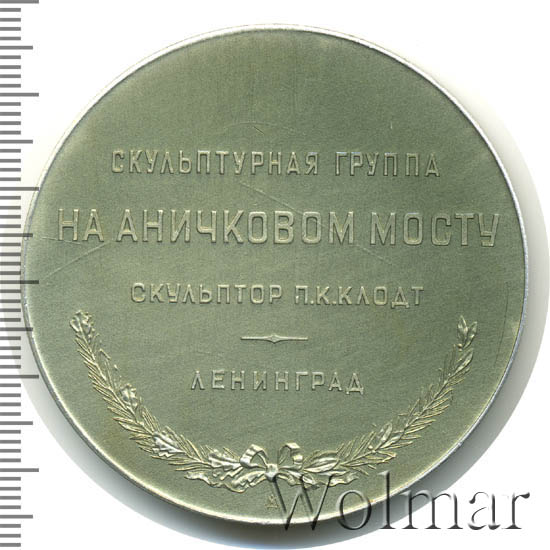 СКУЛЬПТУРНАЯ ГРУППА
НА АНИЧКОВОМ МОСТУ
СКУЛЬПТОР П.К.КЛОДТ
ЛЕНИНГРАД
Wolmar